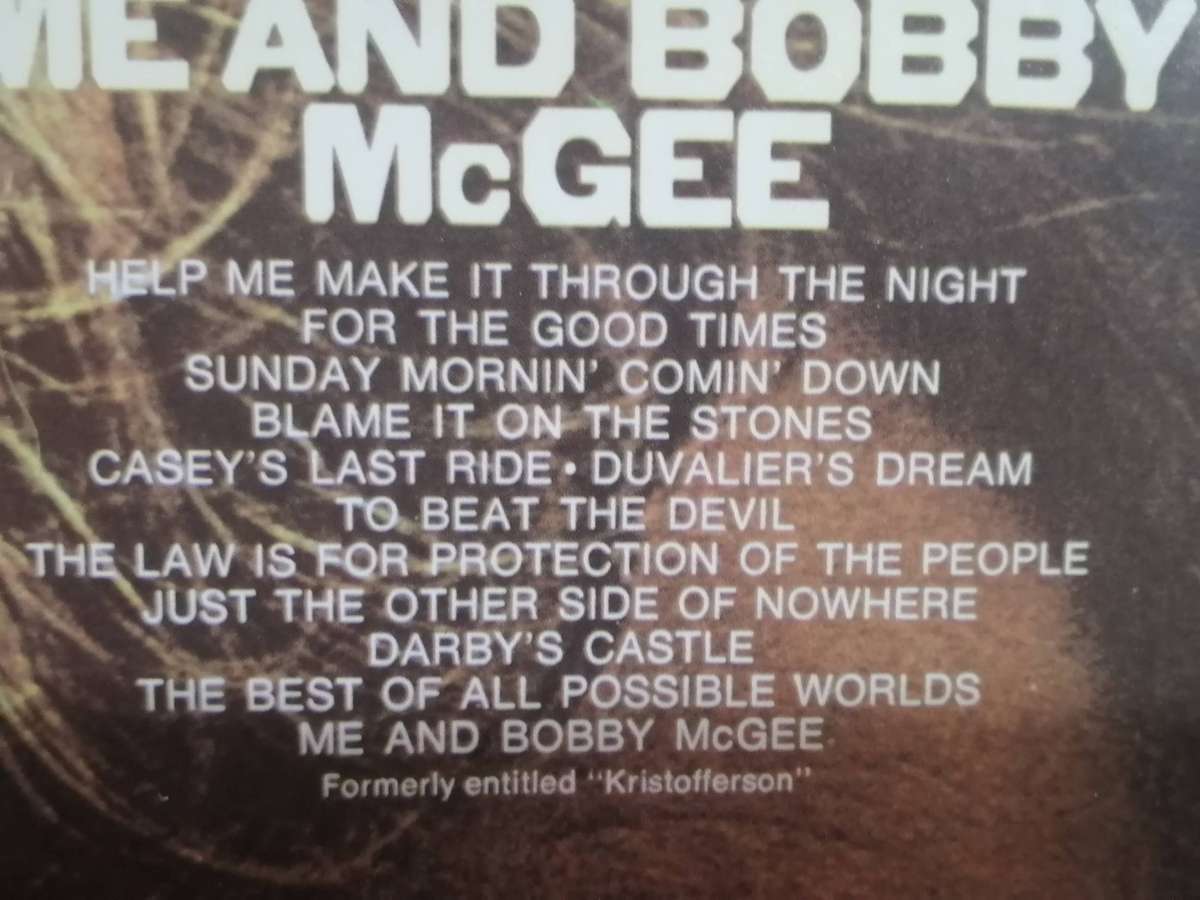 ME AND BOBBY
McGEE
HELP ME MAKE IT THROUGH THE NIGHT
FOR THE GOOD TIMES
SUNDAY MORNIN' COMIN' DOWN
BLAME IT ON THE STONES
CASEY'S LAST RIDE • DUVALIER'S DREAM
TO BEAT THE DEVIL
THE LAW IS FOR PROTECTION OF THE PEOPLE
JUST THE OTHER SIDE OF NOWHERE
DARBY'S CASTLE
THE BEST OF ALL POSSIBLE WORLDS
ME AND BOBBY McGEE
Formerly entitled "Kristofferson"